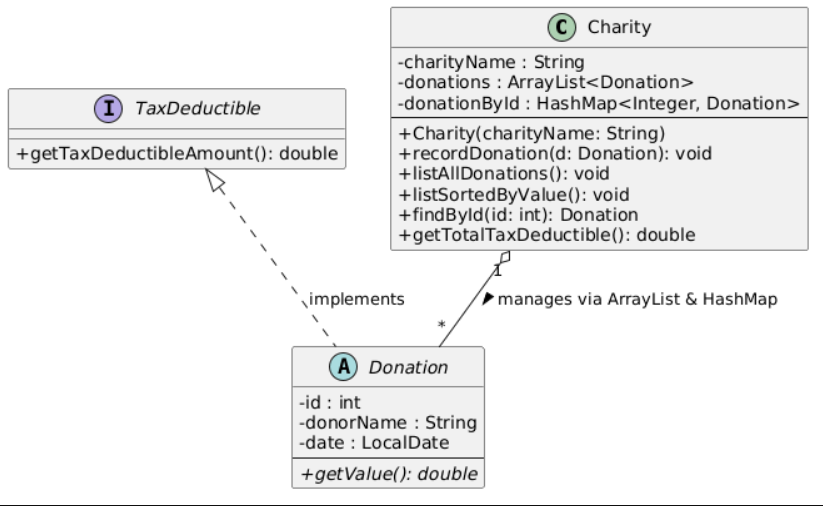 I TaxDeductible
+getTaxDeductibleAmount(): double
C Charity
-charityName : String
-donations : ArrayList<Donation>
-donationById : HashMap<Integer, Donation>
+Charity(charityName: String)
+recordDonation(d: Donation): void
+listAllDonations(): void
+listSortedByValue(): void
+findById(id: int): Donation
+getTotalTaxDeductible(): double
1
implements
manages via ArrayList & HashMap
*
A Donation
-id : int
-donorName : String
-date : LocalDate
+getValue(): double